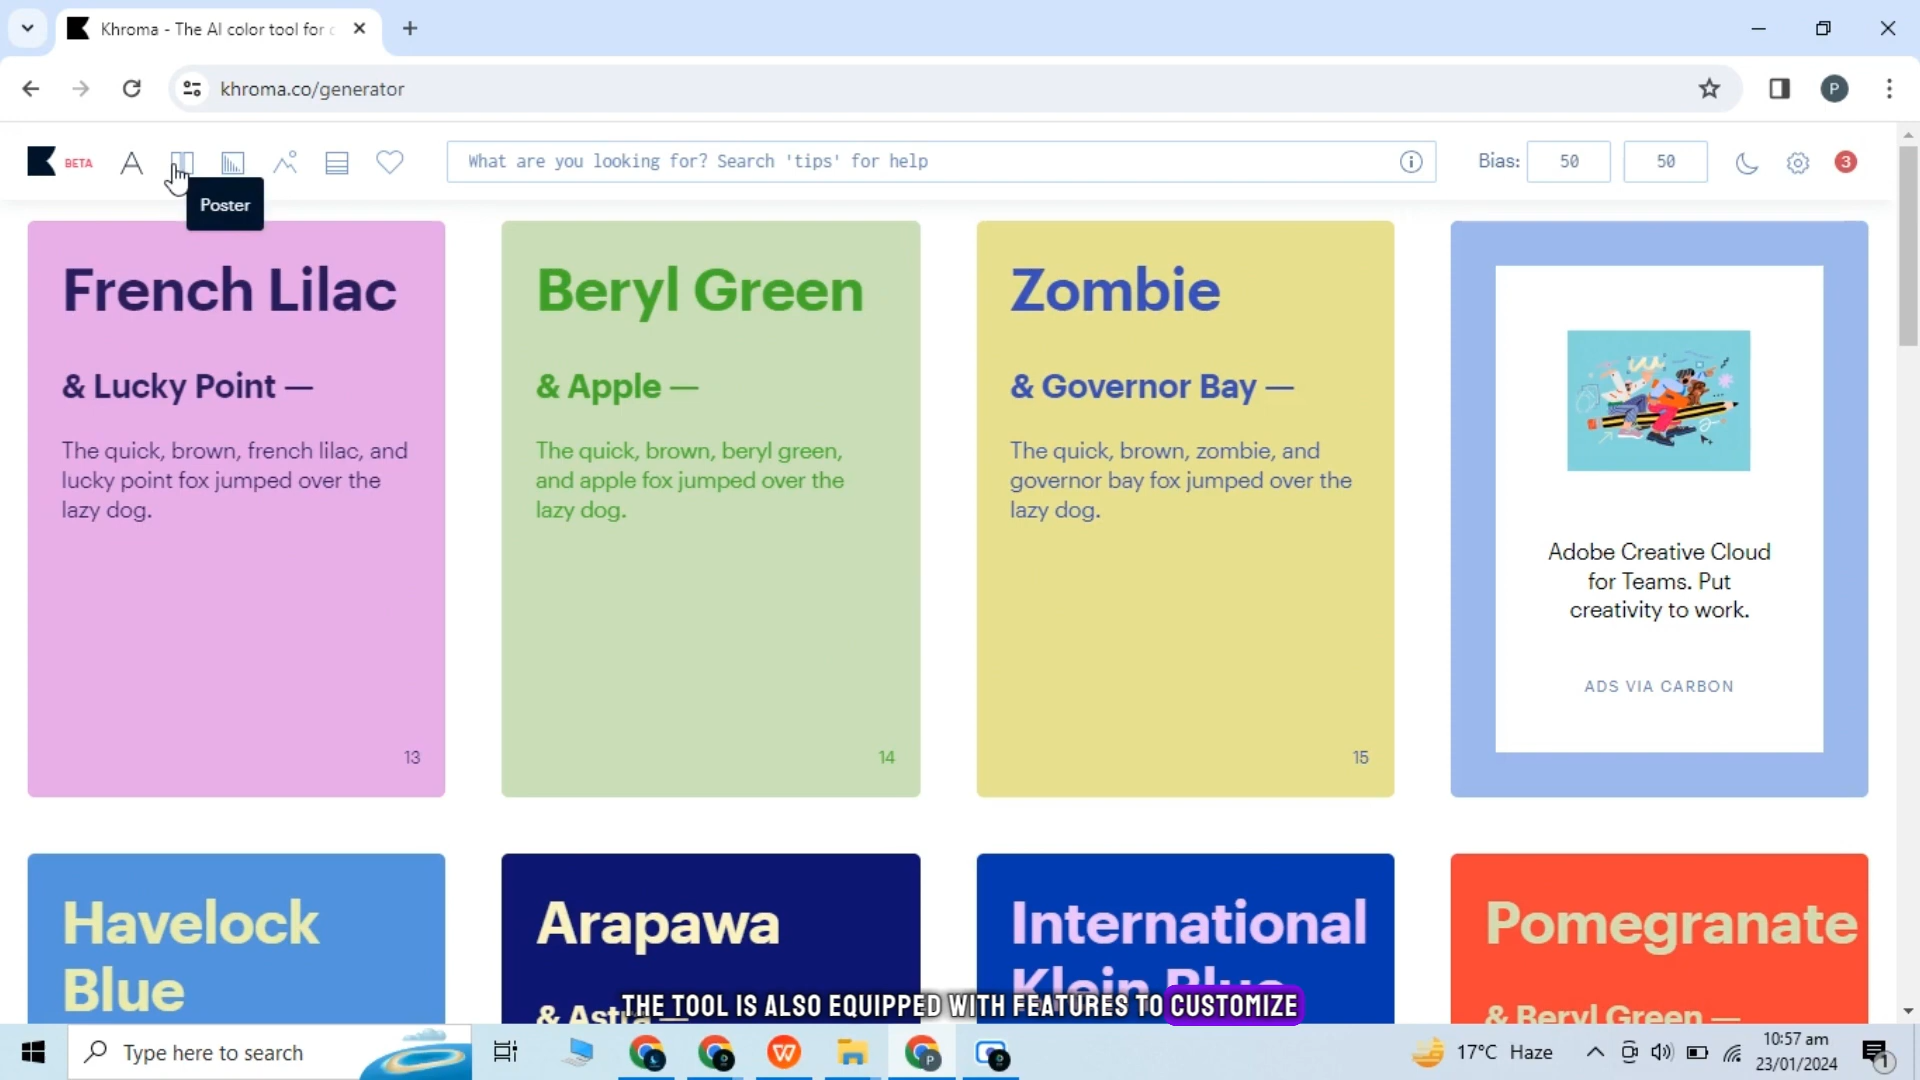 Khroma - The AI color tool for
khroma.co/generator
P
BETA
What are you looking for? Search 'tips' for help
Bias:
50
50
3
Poster
French Lilac
& Lucky Point —
The quick, brown, french lilac, and
lucky point fox jumped over the
lazy dog.
13
Beryl Green
& Apple —
The quick, brown, beryl green,
and apple fox jumped over the
lazy dog.
14
Zombie
& Governor Bay —
The quick, brown, zombie, and
governor bay fox jumped over the
lazy dog.
15
Adobe Creative Cloud
for Teams. Put
creativity to work.
ADS VIA CARBON
Havelock
Blue
Arapawa
International
Klein Blue
Pomegranate
& Beryl Green —
THE TOOL IS ALSO EQUIPPED WITH FEATURES TO CUSTOMIZE
Type here to search
17°C Haze
10:57 am
23/01/2024
1